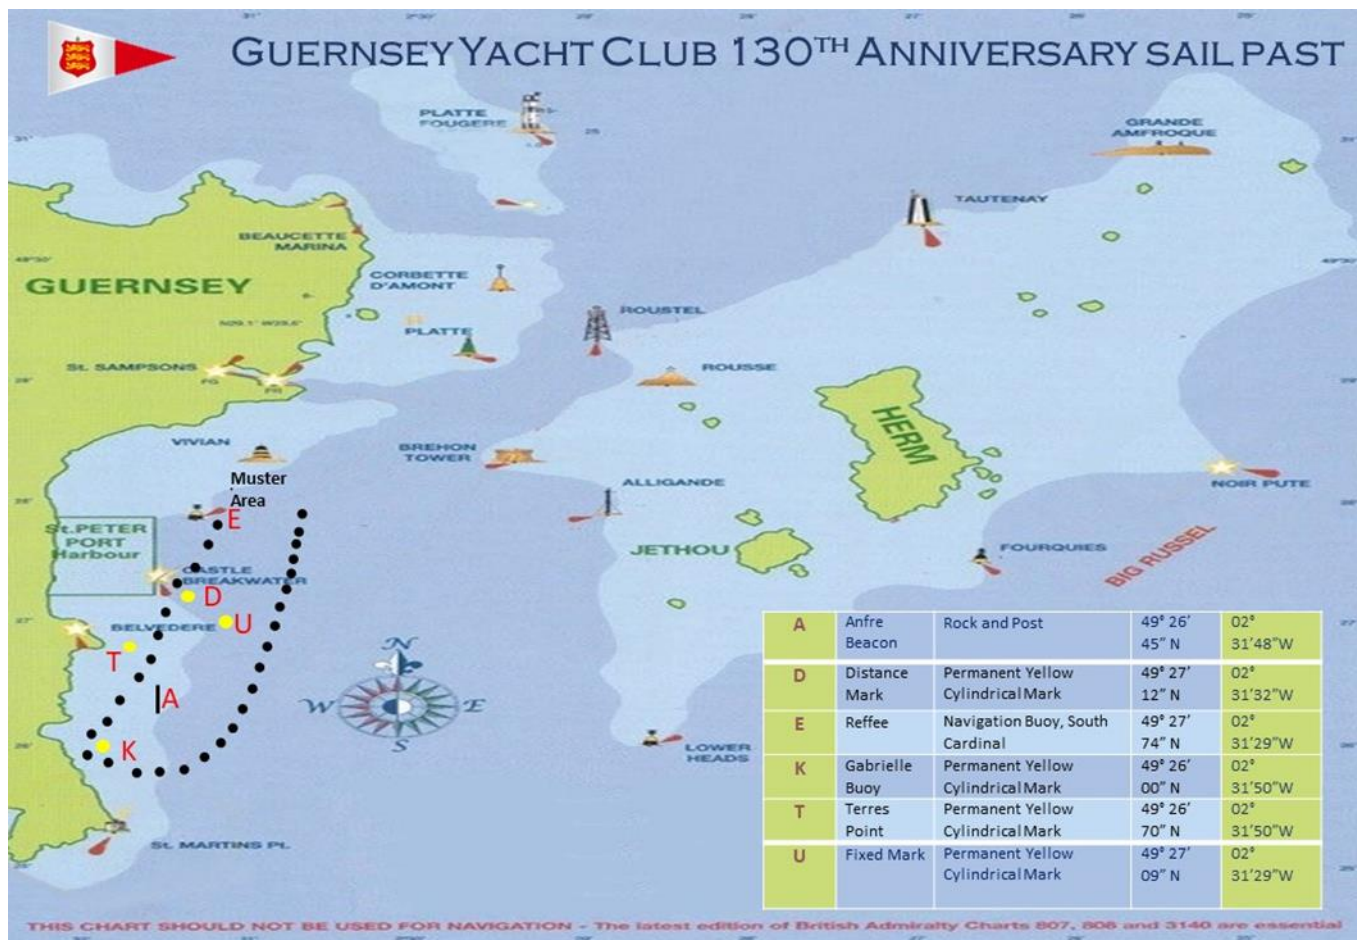 GUERNSEY YACHT CLUB 130TH ANNIVERSARY SAIL PAST
PLATTE
FOUGERE
GRANDE
AMFROQUE
TAUTENAY
BEAUCETTE
MARINA
GUERNSEY
CORBETTE
D'AMONT
ROUSTEL
PLATTE
St. SAMPSONS
FG
FR
ROUSSE
HERM
VIVIAN
BREHON
TOWER
Muster
Area
ALLIGANDE
NOIR PUTE
E
St.PETER
PORT
Harbour
JETHOU
FOURQUIES
BIG RUSSEL
CASTLE
BREAKWATER
D
BELVEDERE
U
T
A
N
W
E
S
K
LOWER
HEADS
St. MARTINS Pt.
A Anfre Rock and Post 49° 26' 02°
Beacon 45" N 31'48"W
D Distance Permanent Yellow 49° 27' 02°
Mark Cylindrical Mark 12" N 31'32"W
E Reffee Navigation Buoy, South 49° 27' 02°
Cardinal 74" N 31'29"W
K Gabrielle Permanent Yellow 49° 26' 02°
Buoy Cylindrical Mark 00" N 31'50"W
T Terres Permanent Yellow 49° 26' 02°
Point Cylindrical Mark 70" N 31'50"W
U Fixed Mark Permanent Yellow 49° 27' 02°
Cylindrical Mark 09" N 31'29"W
THIS CHART SHOULD NOT BE USED FOR NAVIGATION - The latest edition of British Admiralty Charts 807, 808 and 3140 are essential